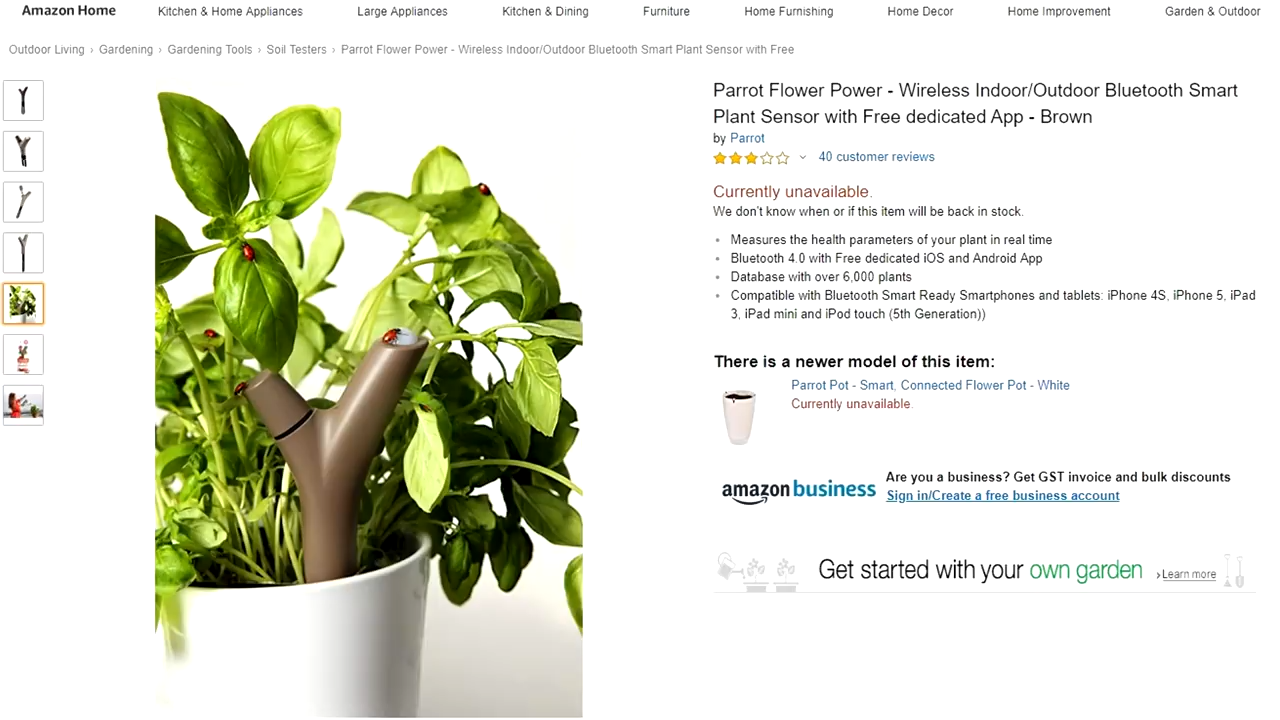 Amazon Home
Kitchen & Home Appliances
Large Appliances
Kitchen & Dining
Furniture
Home Furnishing
Home Decor
Home Improvement
Garden & Outdoor
Outdoor Living › Gardening › Gardening Tools › Soil Testers › Parrot Flower Power - Wireless Indoor/Outdoor Bluetooth Smart Plant Sensor with Free
Parrot Flower Power - Wireless Indoor/Outdoor Bluetooth Smart
Plant Sensor with Free dedicated App - Brown
by Parrot
40 customer reviews
Currently unavailable.
We don't know when or if this item will be back in stock.
• Measures the health parameters of your plant in real time
• Bluetooth 4.0 with Free dedicated iOS and Android App
• Database with over 6,000 plants
• Compatible with Bluetooth Smart Ready Smartphones and tablets: iPhone 4S, iPhone 5, iPad
3, iPad mini and iPod touch (5th Generation))
There is a newer model of this item:
Parrot Pot - Smart, Connected Flower Pot - White
Currently unavailable.
amazon business
Are you a business? Get GST invoice and bulk discounts
Sign in/Create a free business account
Get started with your own garden
›Learn more